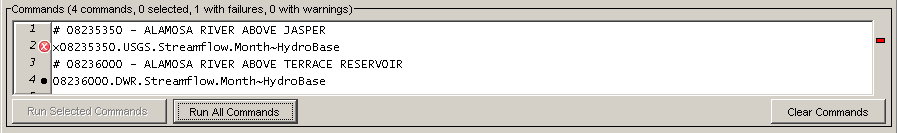 Commands (4 commands, 0 selected, 1 with failures, 0 with warnings)
1 # 08235350 - ALAMOSA RIVER ABOVE JASPER
2 x08235350.USGS.Streamflow.Month~HydroBase
3 # 08236000 - ALAMOSA RIVER ABOVE TERRACE RESERVOIR
4 08236000.DWR.Streamflow.Month~HydroBase
Run Selected Commands Run All Commands Clear Commands